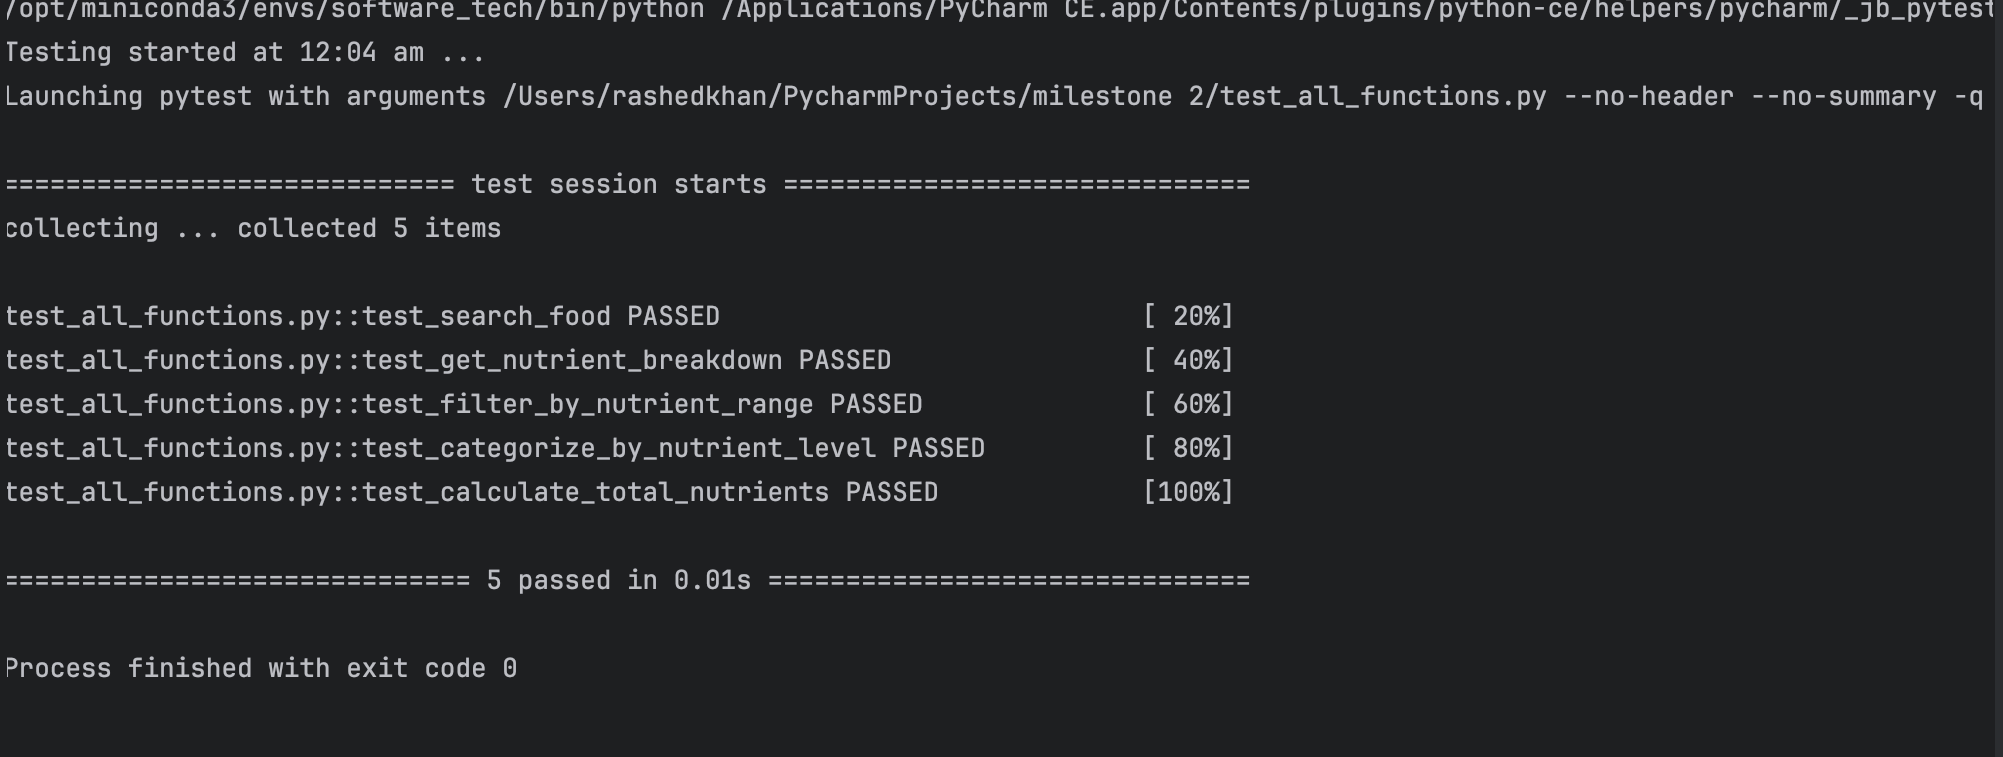 /opt/miniconda3/envs/software_tech/bin/python /Applications/PyCharm CE.app/Contents/plugins/python-ce/helpers/pycharm/_jb_pytest
Testing started at 12:04 am ...
Launching pytest with arguments /Users/rashedkhan/PycharmProjects/milestone 2/test_all_functions.py --no-header --no-summary -q
============================= test session starts ==============================
collecting ... collected 5 items
test_all_functions.py::test_search_food PASSED [ 20%]
test_all_functions.py::test_get_nutrient_breakdown PASSED [ 40%]
test_all_functions.py::test_filter_by_nutrient_range PASSED [ 60%]
test_all_functions.py::test_categorize_by_nutrient_level PASSED [ 80%]
test_all_functions.py::test_calculate_total_nutrients PASSED [100%]
============================== 5 passed in 0.01s ===============================
Process finished with exit code 0